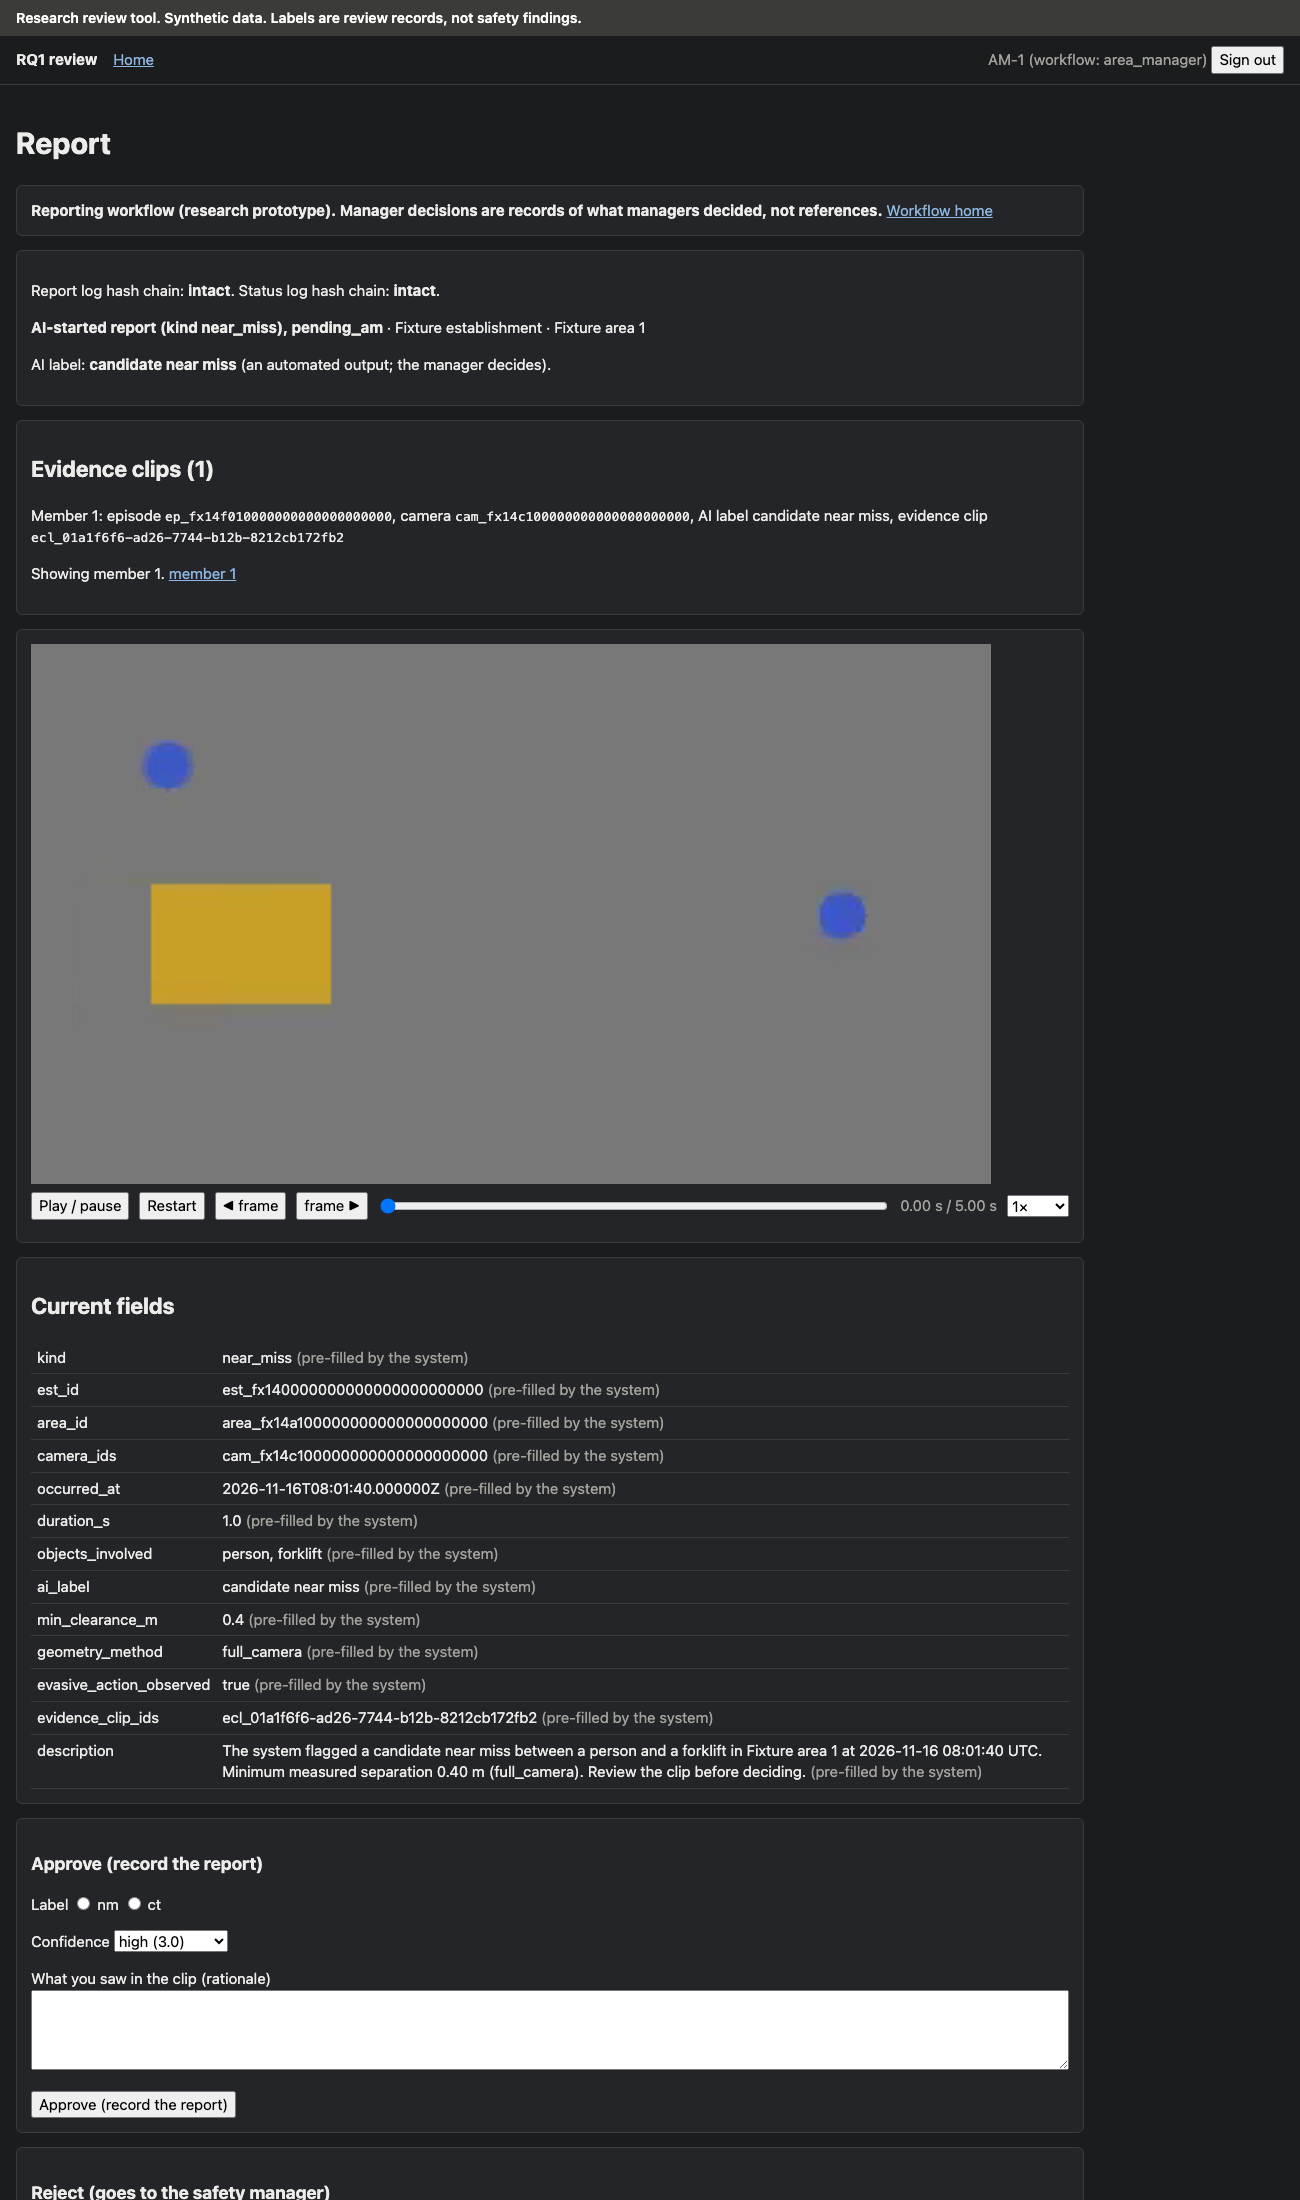 Research review tool. Synthetic data. Labels are review records, not safety findings.
RQ1 review Home AM-1 (workflow: area_manager) Sign out
Report
Reporting workflow (research prototype). Manager decisions are records of what managers decided, not references. Workflow home
Report log hash chain: intact. Status log hash chain: intact.
AI-started report (kind near_miss), pending_am · Fixture establishment · Fixture area 1
AI label: candidate near miss (an automated output; the manager decides).
Evidence clips (1)
Member 1: episode ep_fx14f010000000000000000000, camera cam_fx14c100000000000000000000, AI label candidate near miss, evidence clip
ecl_01a1f6f6-ad26-7744-b12b-8212cb172fb2
Showing member 1. member 1
Play / pause Restart ◀ frame frame ▶ 0.00 s / 5.00 s 1×
Current fields
kind near_miss (pre-filled by the system)
est_id est_fx140000000000000000000000 (pre-filled by the system)
area_id area_fx14a100000000000000000000 (pre-filled by the system)
camera_ids cam_fx14c100000000000000000000 (pre-filled by the system)
occurred_at 2026-11-16T08:01:40.000000Z (pre-filled by the system)
duration_s 1.0 (pre-filled by the system)
objects_involved person, forklift (pre-filled by the system)
ai_label candidate near miss (pre-filled by the system)
min_clearance_m 0.4 (pre-filled by the system)
geometry_method full_camera (pre-filled by the system)
evasive_action_observed true (pre-filled by the system)
evidence_clip_ids ecl_01a1f6f6-ad26-7744-b12b-8212cb172fb2 (pre-filled by the system)
description The system flagged a candidate near miss between a person and a forklift in Fixture area 1 at 2026-11-16 08:01:40 UTC.
Minimum measured separation 0.40 m (full_camera). Review the clip before deciding. (pre-filled by the system)
Approve (record the report)
Label nm ct
Confidence high (3.0)
What you saw in the clip (rationale)
Approve (record the report)
Reject (goes to the safety manager)